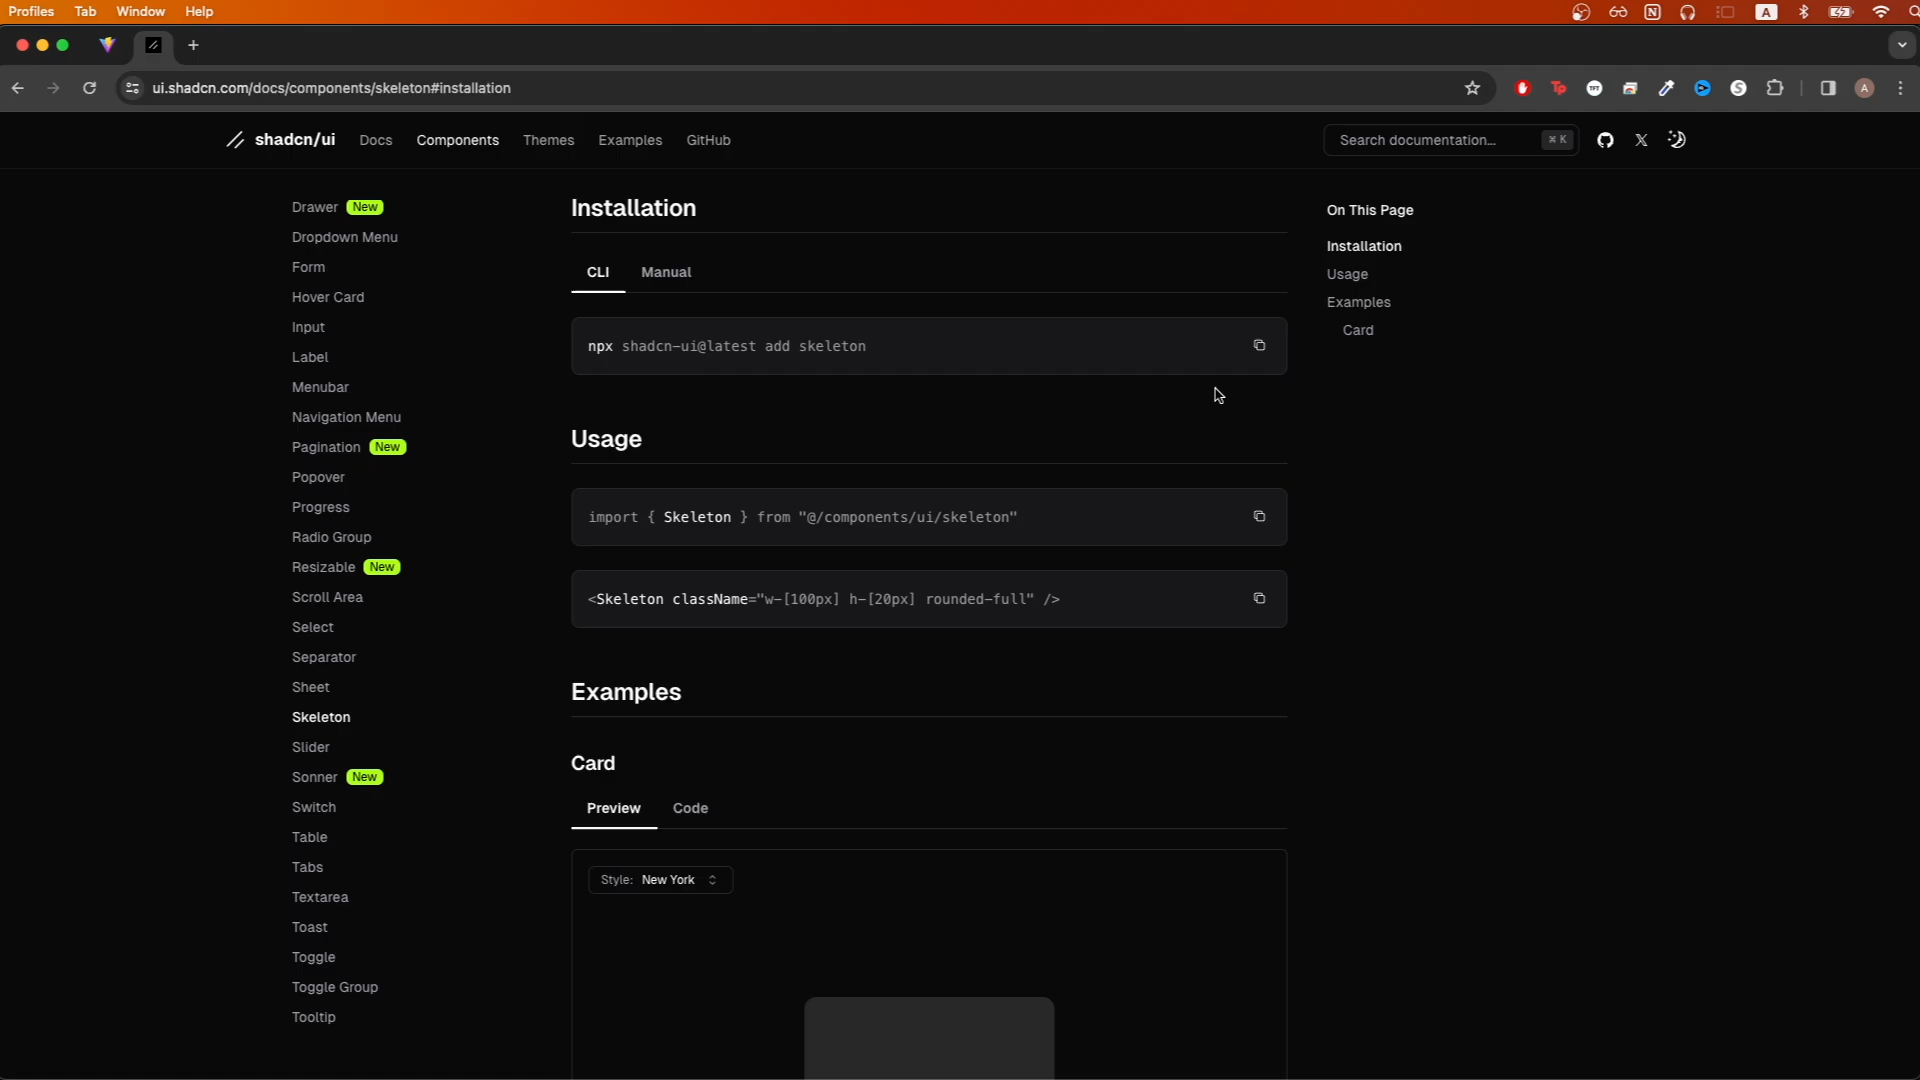 Profiles Tab Window Help
N A
ui.shadcn.com/docs/components/skeleton#installation
Tp TFT S A
shadcn/ui Docs Components Themes Examples GitHub
Search documentation... ⌘ K
Drawer New
Dropdown Menu
Form
Hover Card
Input
Label
Menubar
Navigation Menu
Pagination New
Popover
Progress
Radio Group
Resizable New
Scroll Area
Select
Separator
Sheet
Skeleton
Slider
Sonner New
Switch
Table
Tabs
Textarea
Toast
Toggle
Toggle Group
Tooltip
Installation
CLI Manual
npx shadcn-ui@latest add skeleton
Usage
import { Skeleton } from "@/components/ui/skeleton"
<Skeleton className="w-[100px] h-[20px] rounded-full" />
Examples
Card
Preview Code
Style: New York
On This Page
Installation
Usage
Examples
Card